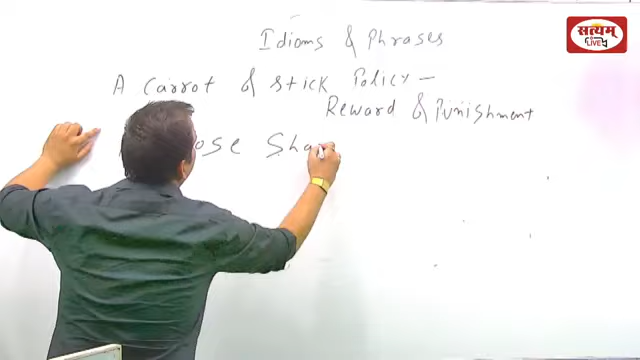 सत्यम्
LIVE
Idioms & Phrases
A Carrot & stick Policy -
Reward & Punishment